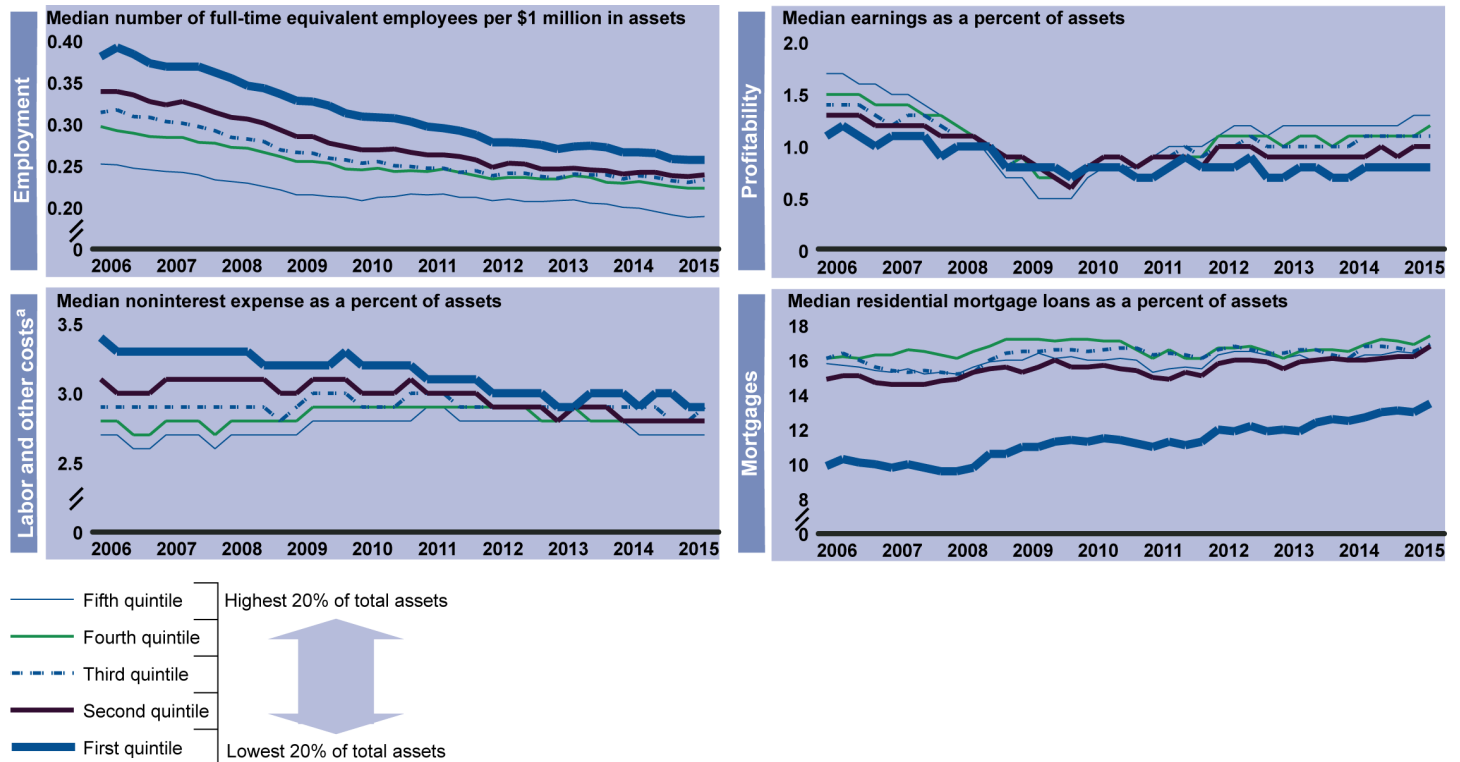 Employment
Median number of full-time equivalent employees per $1 million in assets
0.40
0.35
0.30
0.25
0.20
0
2006 2007 2008 2009 2010 2011 2012 2013 2014 2015
Profitability
Median earnings as a percent of assets
2.0
1.5
1.0
0.5
0
2006 2007 2008 2009 2010 2011 2012 2013 2014 2015
Labor and other costsᵃ
Median noninterest expense as a percent of assets
3.5
3.0
2.5
0
2006 2007 2008 2009 2010 2011 2012 2013 2014 2015
Mortgages
Median residential mortgage loans as a percent of assets
18
16
14
12
10
8
0
2006 2007 2008 2009 2010 2011 2012 2013 2014 2015
Fifth quintile
Highest 20% of total assets
Fourth quintile
Third quintile
Second quintile
First quintile
Lowest 20% of total assets